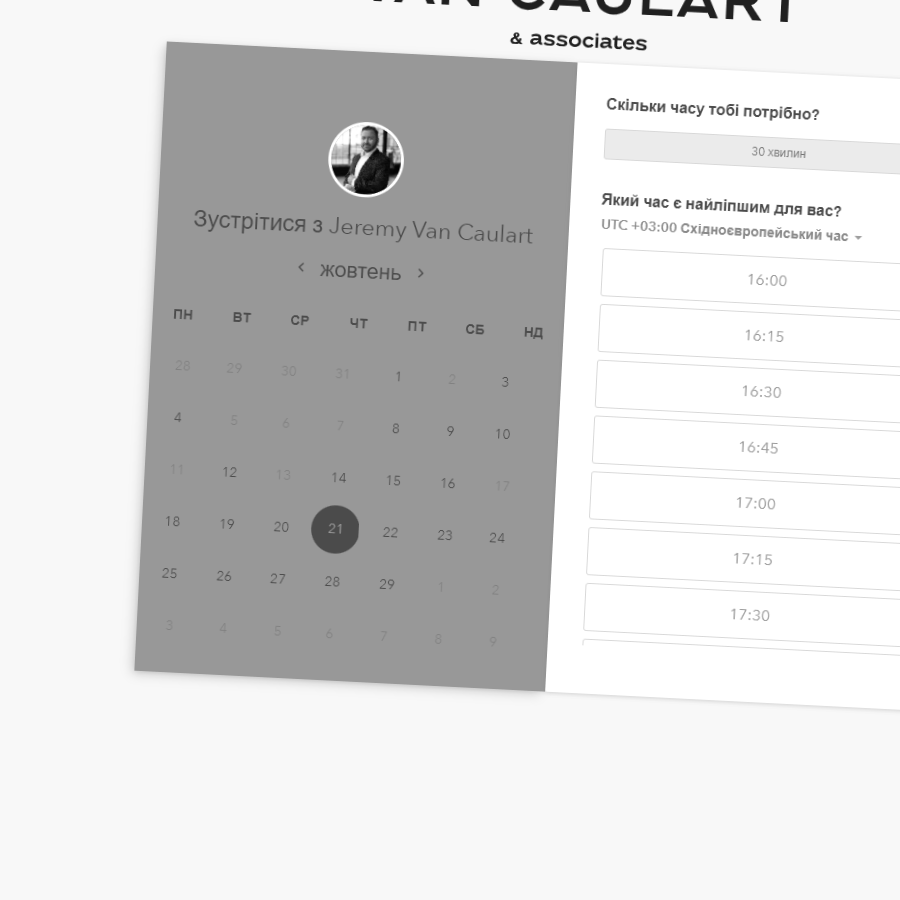 VAN CAULART
& associates
Зустрітися з Jeremy Van Caulart
жовтень
ПН ВТ СР ЧТ ПТ СБ НД
28 29 30 31 1 2 3
4 5 6 7 8 9 10
11 12 13 14 15 16 17
18 19 20 21 22 23 24
25 26 27 28 29 1 2
3 4 5 6 7 8 9
Скільки часу тобі потрібно?
30 хвилин
Який час є найліпшим для вас?
UTC +03:00 Східноєвропейський час
16:00
16:15
16:30
16:45
17:00
17:15
17:30